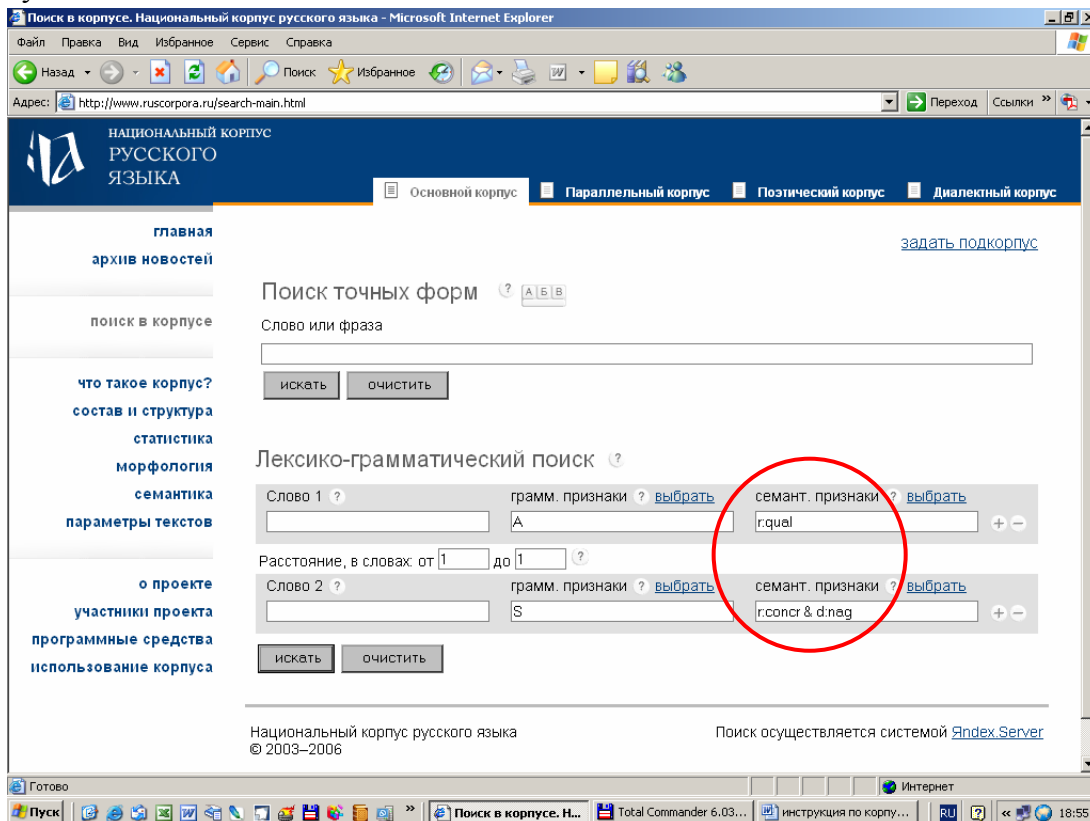 Поиск в корпусе. Национальный корпус русского языка - Microsoft Internet Explorer
Файл Правка Вид Избранное Сервис Справка
Назад Поиск Избранное
Адрес: http://www.ruscorpora.ru/search-main.html Переход Ссылки »
НАЦИОНАЛЬНЫЙ КОРПУС
РУССКОГО
ЯЗЫКА
Основной корпус Параллельный корпус Поэтический корпус Диалектный корпус
главная
задать подкорпус
архив новостей
Поиск точных форм ? А Б В
поиск в корпусе
Слово или фраза
что такое корпус?
искать очистить
состав и структура
статистика
морфология
Лексико-грамматический поиск ?
семантика
Слово 1 ? грамм. признаки ? выбрать семант. признаки ? выбрать
параметры текстов
A r:qual + −
Расстояние, в словах: от 1 до 1 ?
о проекте
Слово 2 ? грамм. признаки ? выбрать семант. признаки ? выбрать
участники проекта
S r:concr & d:nag + −
программные средства
искать очистить
использование корпуса
Национальный корпус русского языка Поиск осуществляется системой Яndex.Server
© 2003–2006
Готово Интернет
Пуск » Поиск в корпусе. Н... Total Commander 6.03... инструкция по корпу... RU ? « 18:55